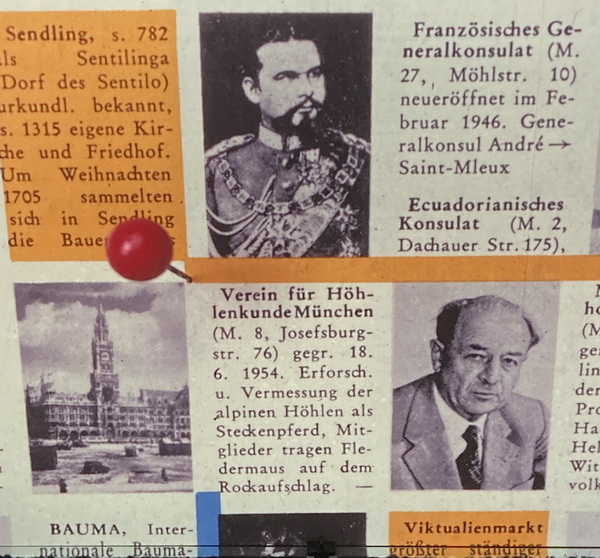 Sendling, s. 782
Sentilinga
(Dorf des Sentilo)
urkundl. bekannt,
s. 1315 eigene Kir-
und Friedhof.
Um Weihnachten
1705 sammelten
sich in Sendling
die
Französisches Ge-
neralkonsulat (M.
27, Möhlstr. 10)
neueröffnet im Fe-
bruar 1946. Gene-
ralkonsul André →
Saint-Mleux
Ecuadorianisches
Konsulat (M. 2,
Dachauer Str. 175),
Verein für Höh-
lenkunde München
(M. 8, Josefsburg-
str. 76) gegr. 18.
6. 1954. Erforsch.
u. Vermessung der
alpinen Höhlen als
Steckenpferd, Mit-
glieder tragen Fle-
dermaus auf dem
Rockaufschlag. —
BAUMA, Inter-
nationale Bauma-
Viktualienmarkt
größter ständiger